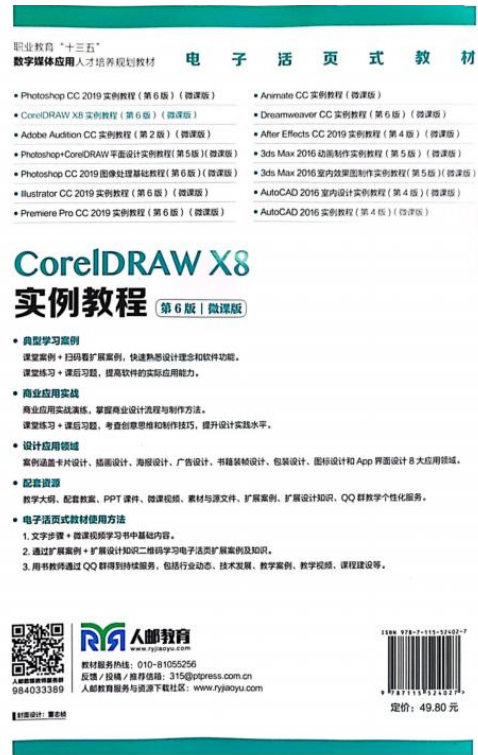 职业教育“十三五”
数字媒体应用人才培养规划教材
电子活页式教材
• Photoshop CC 2019 实例教程（第6版）（微课版）
• CorelDRAW X8 实例教程（第6版）（微课版）
• Adobe Audition CC 实例教程（第2版）（微课版）
• Photoshop+CorelDRAW 平面设计实例教程（第5版）（微课版）
• Photoshop CC 2019 图像处理基础教程（第6版）（微课版）
• Illustrator CC 2019 实例教程（第6版）（微课版）
• Premiere Pro CC 2019 实例教程（第6版）（微课版）
• Animate CC 实例教程（微课版）
• Dreamweaver CC 实例教程（第6版）（微课版）
• After Effects CC 2019 实例教程（第4版）（微课版）
• 3ds Max 2016 动画制作实例教程（第5版）（微课版）
• 3ds Max 2016 室内效果图制作实例教程（第5版）（微课版）
• AutoCAD 2016 室内设计实例教程（第4版）（微课版）
• AutoCAD 2016 实例教程（第4版）（微课版）
CorelDRAW X8
实例教程 第6版 | 微课版
• 典型学习案例
课堂案例 + 扫码看扩展案例，快速熟悉设计理念和软件功能。
课堂练习 + 课后习题，提高软件的实际应用能力。
• 商业应用实战
商业应用实战演练，掌握商业设计流程与制作方法。
课堂练习 + 课后习题，考查创意思维和制作技巧，提升设计实践水平。
• 设计应用领域
案例涵盖卡片设计、插画设计、海报设计、广告设计、书籍装帧设计、包装设计、图标设计和 App 界面设计 8 大应用领域。
• 配套资源
教学大纲、配套教案、PPT 课件、微课视频、素材与源文件、扩展案例、扩展设计知识、QQ 群教学个性化服务。
• 电子活页式教材使用方法
1. 文字步骤 + 微课视频学习书中基础内容。
2. 通过扩展案例 + 扩展设计知识二维码学习电子活页扩展案例及知识。
3. 用书教师通过 QQ 群得到持续服务，包括行业动态、技术发展、教学案例、教学视频、课程建设等。
人邮教育
www.ryjiaoyu.com
教材服务热线：010-81055256
反馈 / 投稿 / 推荐信箱：315@ptpress.com.cn
人邮教育服务与资源下载社区：www.ryjiaoyu.com
984033389
封面设计：董志桢
ISBN 978-7-115-52402-7
9 787115 524027 >
定价：49.80 元